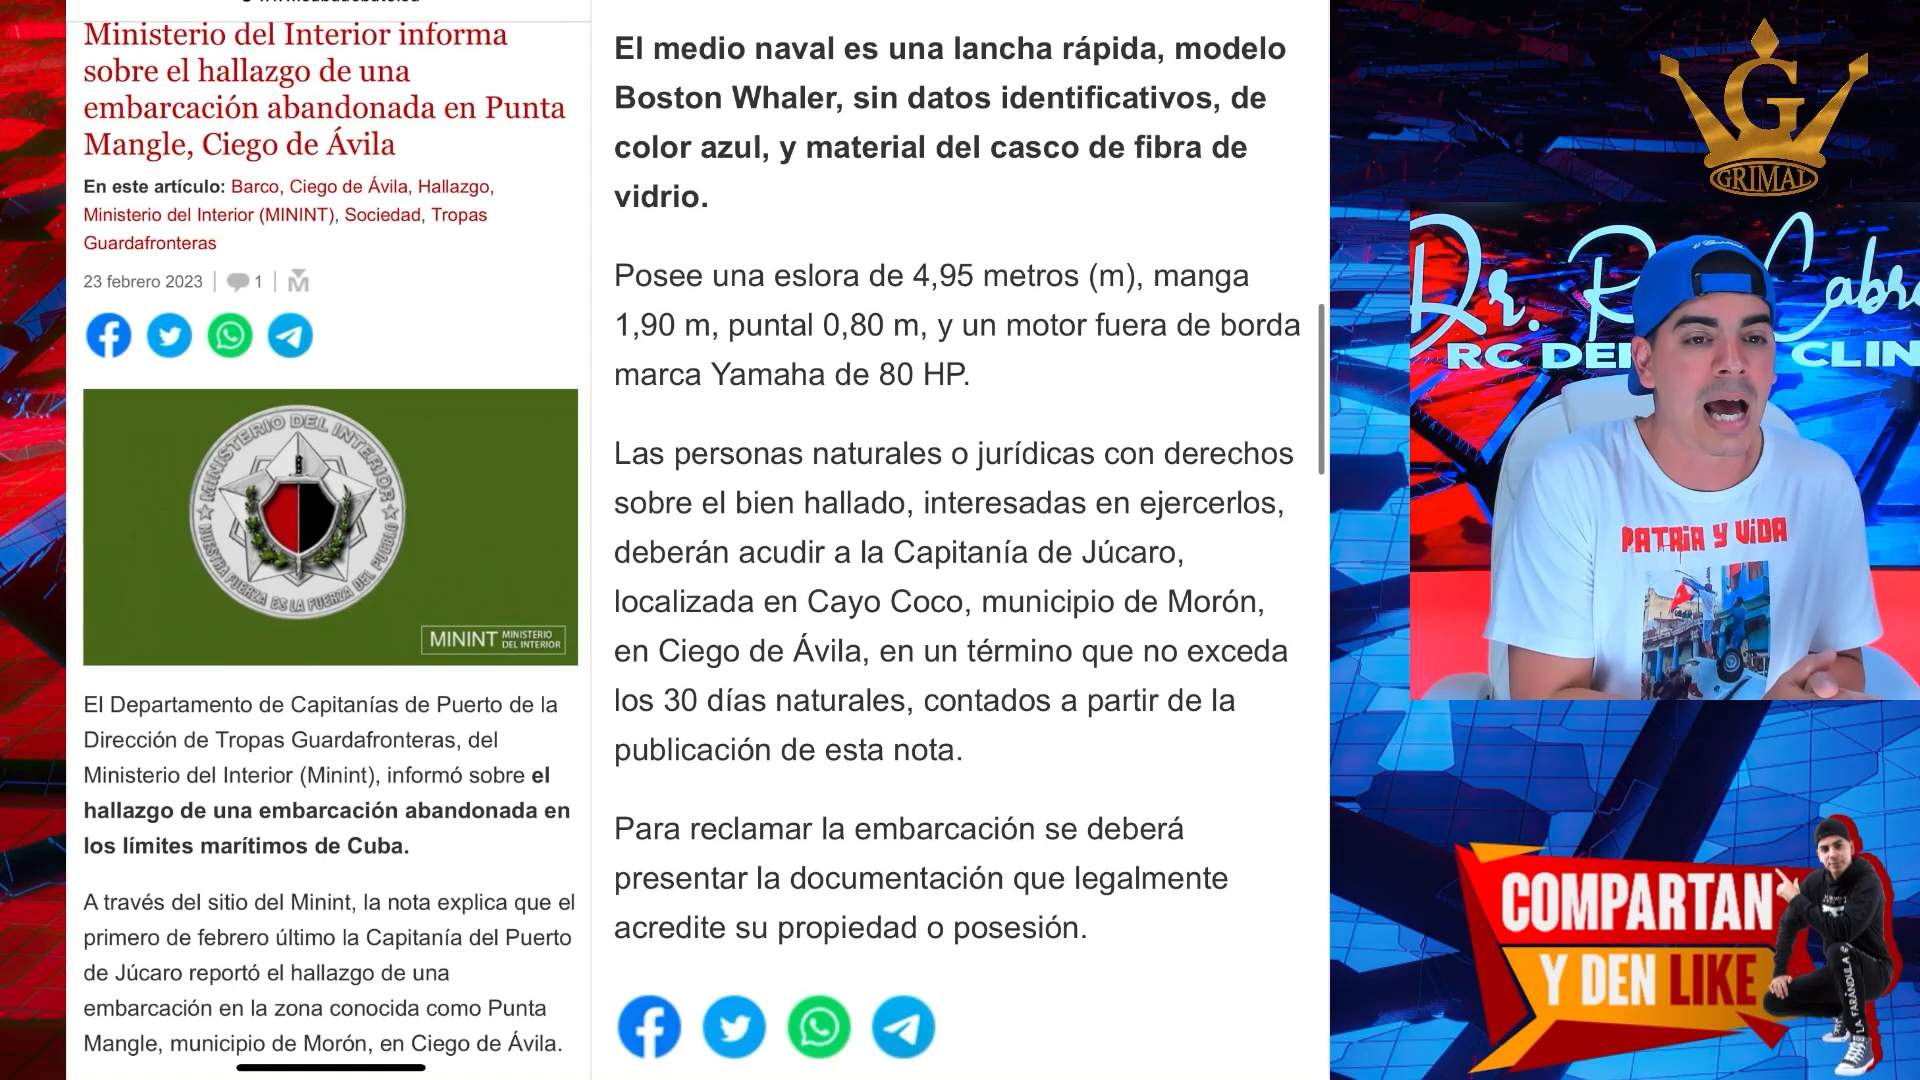 Ministerio del Interior informa
sobre el hallazgo de una
embarcación abandonada en Punta
Mangle, Ciego de Ávila
En este artículo: Barco, Ciego de Ávila, Hallazgo,
Ministerio del Interior (MININT), Sociedad, Tropas
Guardafronteras
23 febrero 2023 | 1 |
MINISTERIO DEL INTERIOR
NUESTRA FUERZA ES LA FUERZA DEL PUEBLO
MININT MINISTERIO
DEL INTERIOR
El Departamento de Capitanías de Puerto de la
Dirección de Tropas Guardafronteras, del
Ministerio del Interior (Minint), informó sobre el
hallazgo de una embarcación abandonada en
los límites marítimos de Cuba.
A través del sitio del Minint, la nota explica que el
primero de febrero último la Capitanía del Puerto
de Júcaro reportó el hallazgo de una
embarcación en la zona conocida como Punta
Mangle, municipio de Morón, en Ciego de Ávila.
El medio naval es una lancha rápida, modelo
Boston Whaler, sin datos identificativos, de
color azul, y material del casco de fibra de
vidrio.
Posee una eslora de 4,95 metros (m), manga
1,90 m, puntal 0,80 m, y un motor fuera de borda
marca Yamaha de 80 HP.
Las personas naturales o jurídicas con derechos
sobre el bien hallado, interesadas en ejercerlos,
deberán acudir a la Capitanía de Júcaro,
localizada en Cayo Coco, municipio de Morón,
en Ciego de Ávila, en un término que no exceda
los 30 días naturales, contados a partir de la
publicación de esta nota.
Para reclamar la embarcación se deberá
presentar la documentación que legalmente
acredite su propiedad o posesión.
G
GRIMAL
Dr. R Cabr
RC DE CLIN
PATRIA Y VIDA
COMPARTAN
Y DEN LIKE
LA FARÁNDULA